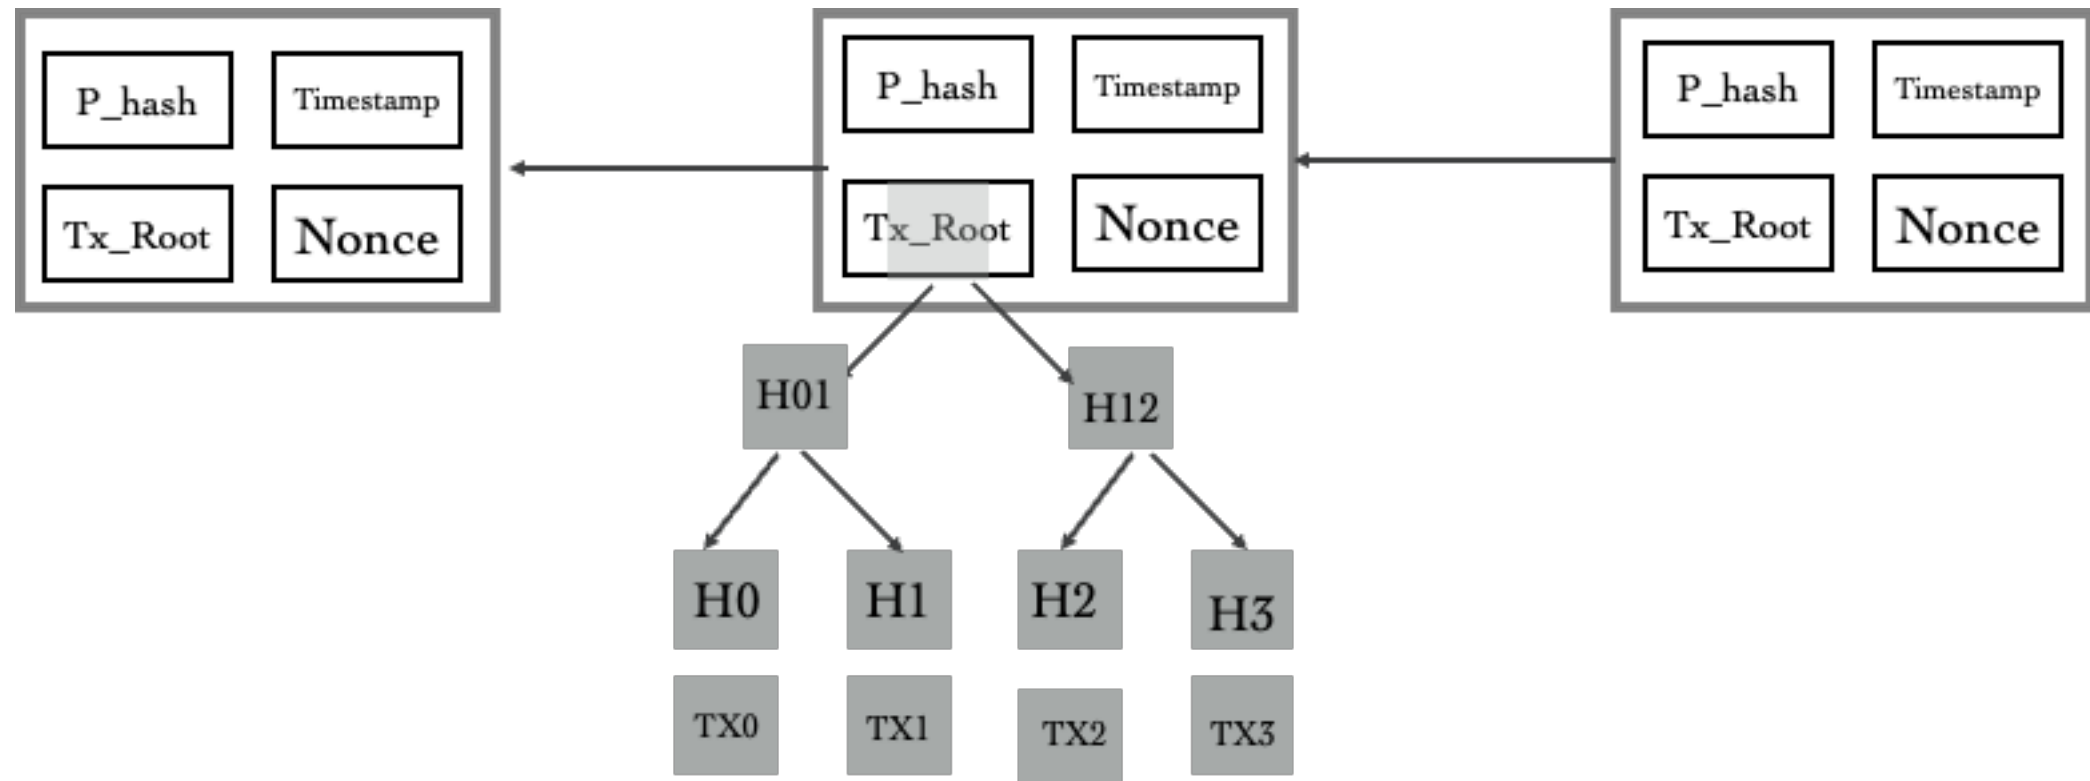 P_hash
Timestamp
Tx_Root
Nonce
P_hash
Timestamp
Tx_Root
Nonce
P_hash
Timestamp
Tx_Root
Nonce
H01
H12
H0
H1
H2
H3
TX0
TX1
TX2
TX3